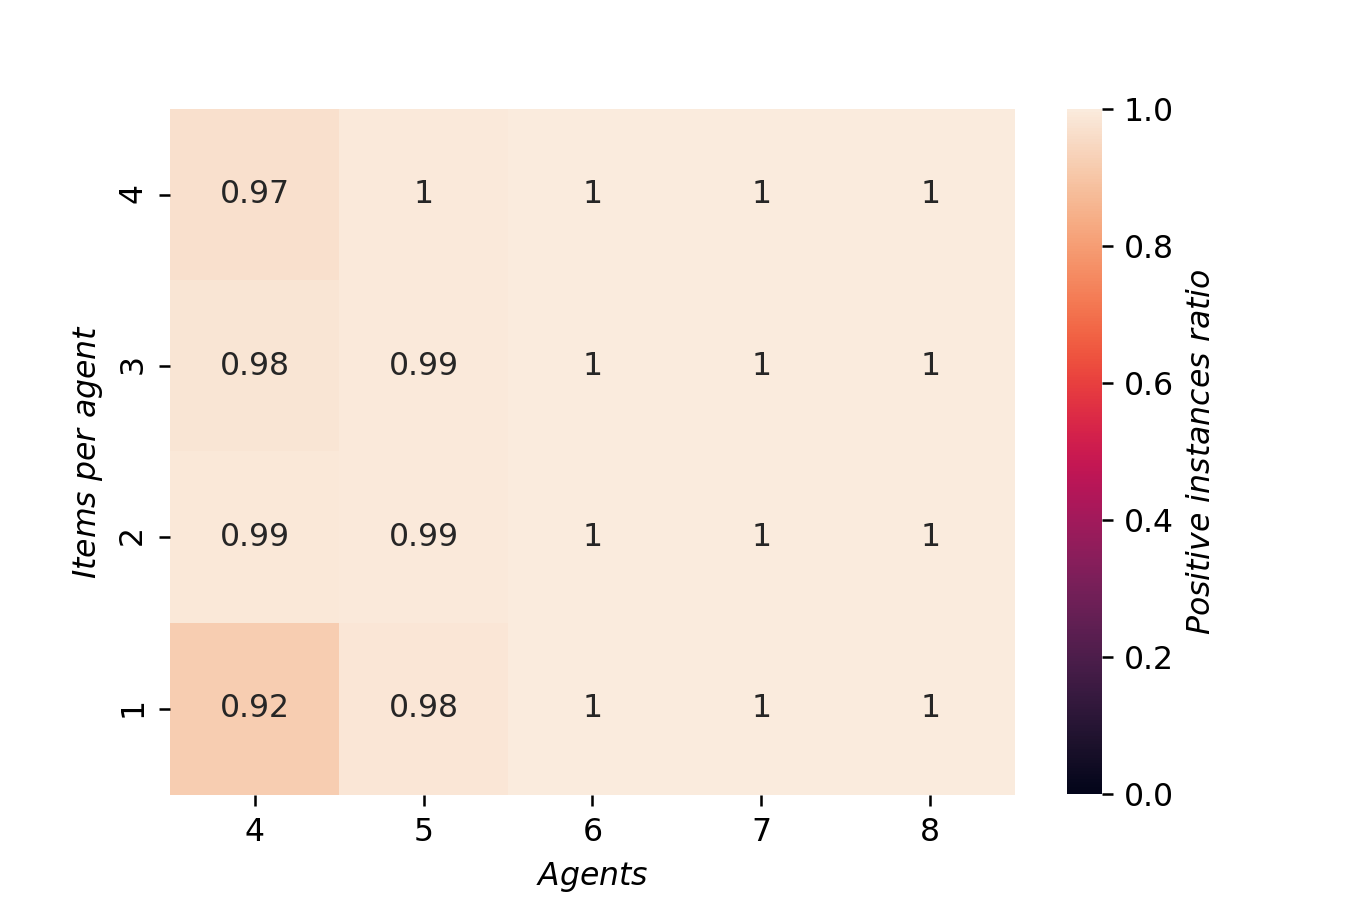 4 0.97 1 1 1 1
3 0.98 0.99 1 1 1
2 0.99 0.99 1 1 1
1 0.92 0.98 1 1 1
4 5 6 7 8
Agents
Items per agent
1.0
0.8
0.6
0.4
0.2
0.0
Positive instances ratio